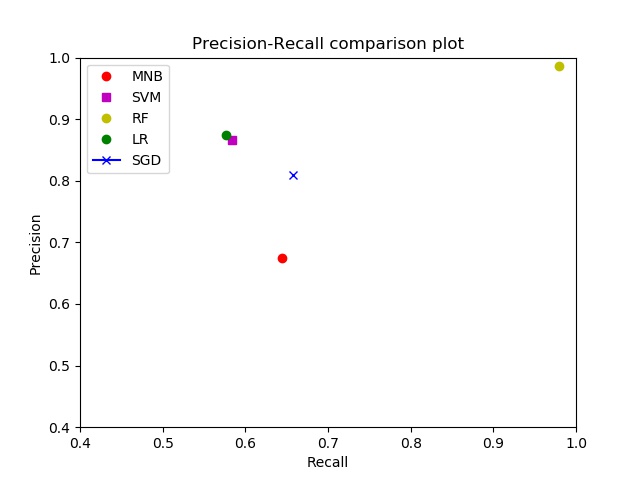 Precision-Recall comparison plot
1.0
0.9
0.8
0.7
0.6
0.5
0.4
Precision
MNB
SVM
RF
LR
SGD
0.4 0.5 0.6 0.7 0.8 0.9 1.0
Recall